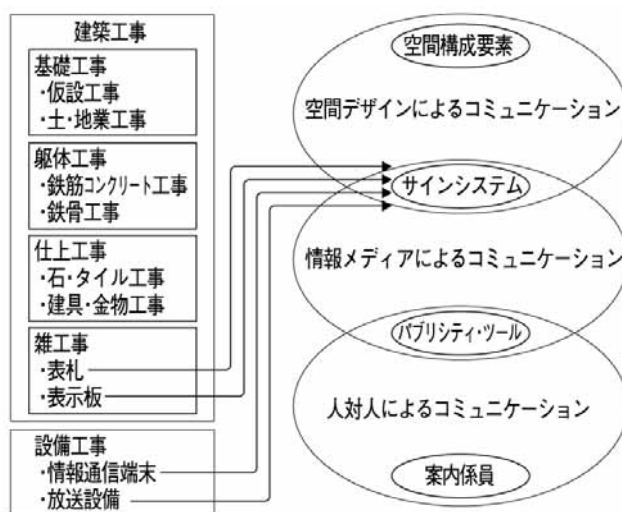 建築工事
基礎工事
・仮設工事
・土・地業工事
躯体工事
・鉄筋コンクリート工事
・鉄骨工事
仕上工事
・石・タイル工事
・建具・金物工事
雑工事
・表札
・表示板
設備工事
・情報通信端末
・放送設備
空間構成要素
空間デザインによるコミュニケーション
サインシステム
情報メディアによるコミュニケーション
パブリシティ・ツール
人対人によるコミュニケーション
案内係員